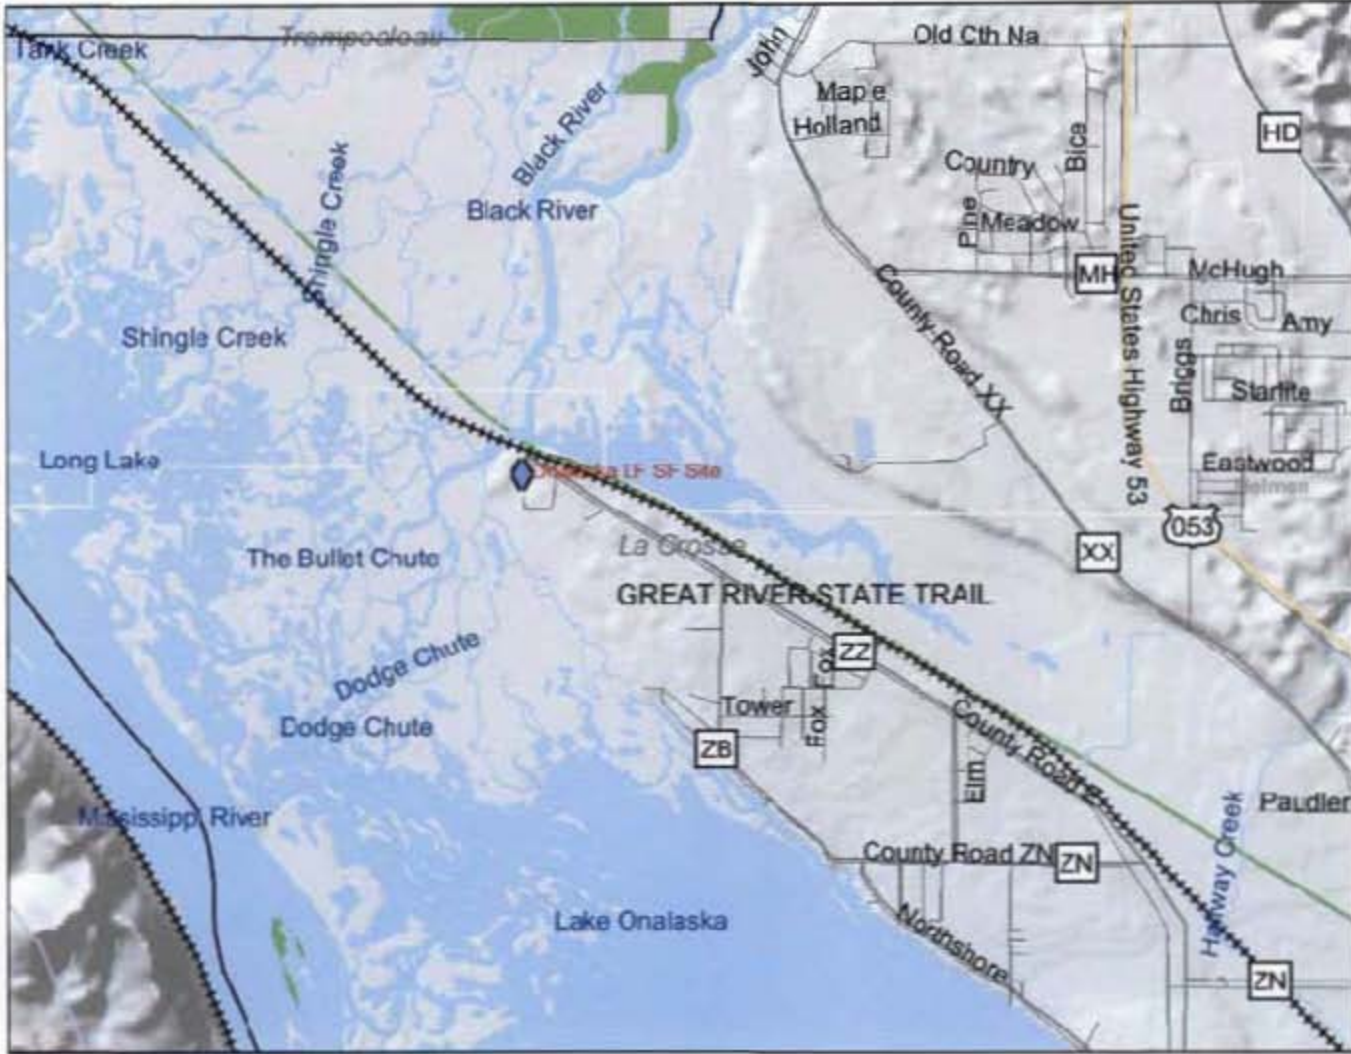 Trempealeau
Tank Creek
John
Old Cth Na
Maple
Holland
HD
Black River
Bice
Country
Shingle Creek
Black River
Pine
Meadow
United States Highway 53
MH
McHugh
County Road XX
Chris
Amy
Shingle Creek
Briggs
Starlite
Long Lake
LF SF Site
Eastwood
Holmen
053
The Bullet Chute
La Crosse
XX
GREAT RIVER STATE TRAIL
Fox
ZZ
Dodge Chute
Tower
Fox
Dodge Chute
ZB
County Road Z
Elm
Mississippi River
Paudler
Halfway Creek
County Road ZN
ZN
Lake Onalaska
Northshore
ZN